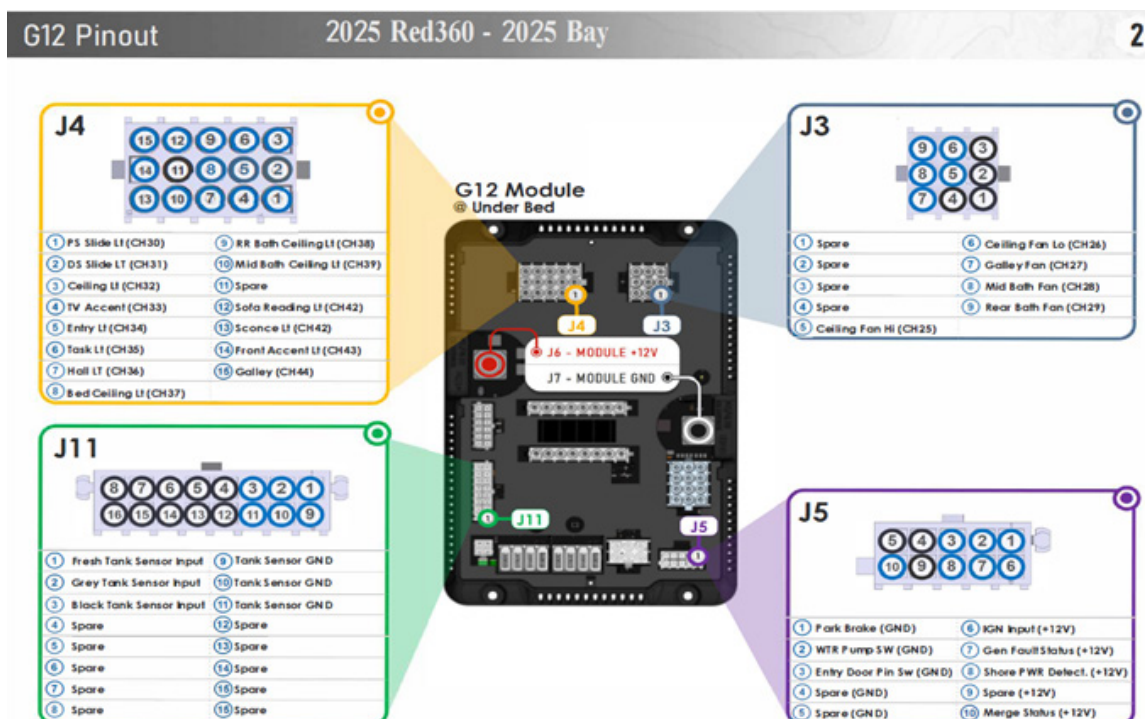 G12 Pinout
2025 Red360 - 2025 Bay
2
J4
15 12 9 6 3
14 11 8 5 2
13 10 7 4 1
1 PS Slide Lt (CH30)
2 DS Slide LT (CH31)
3 Ceiling Lt (CH32)
4 TV Accent (CH33)
5 Entry Lt (CH34)
6 Task Lt (CH35)
7 Hall LT (CH36)
8 Bed Ceiling Lt (CH37)
9 RR Bath Ceiling Lt (CH38)
10 Mid Bath Ceiling Lt (CH39)
11 Spare
12 Sofa Reading Lt (CH42)
13 Sconce Lt (CH42)
14 Front Accent Lt (CH43)
15 Galley (CH44)
G12 Module
@ Under Bed
1
J4
1
J3
J6 - MODULE +12V
J7 - MODULE GND
1 J11
J5
1
J3
9 6 3
8 5 2
7 4 1
1 Spare
2 Spare
3 Spare
4 Spare
5 Ceiling Fan Hi (CH25)
6 Ceiling Fan Lo (CH26)
7 Galley Fan (CH27)
8 Mid Bath Fan (CH28)
9 Rear Bath Fan (CH29)
J11
8 7 6 5 4 3 2 1
16 15 14 13 12 11 10 9
1 Fresh Tank Sensor Input
2 Grey Tank Sensor Input
3 Black Tank Sensor Input
4 Spare
5 Spare
6 Spare
7 Spare
8 Spare
9 Tank Sensor GND
10 Tank Sensor GND
11 Tank Sensor GND
12 Spare
13 Spare
14 Spare
15 Spare
15 Spare
J5
5 4 3 2 1
10 9 8 7 6
1 Park Brake (GND)
2 WTR Pump SW (GND)
3 Entry Door Pin Sw (GND)
4 Spare (GND)
5 Spare (GND)
6 IGN Input (+12V)
7 Gen Fault Status (+12V)
8 Shore PWR Detect. (+12V)
9 Spare (+12V)
10 Merge Status (+12V)